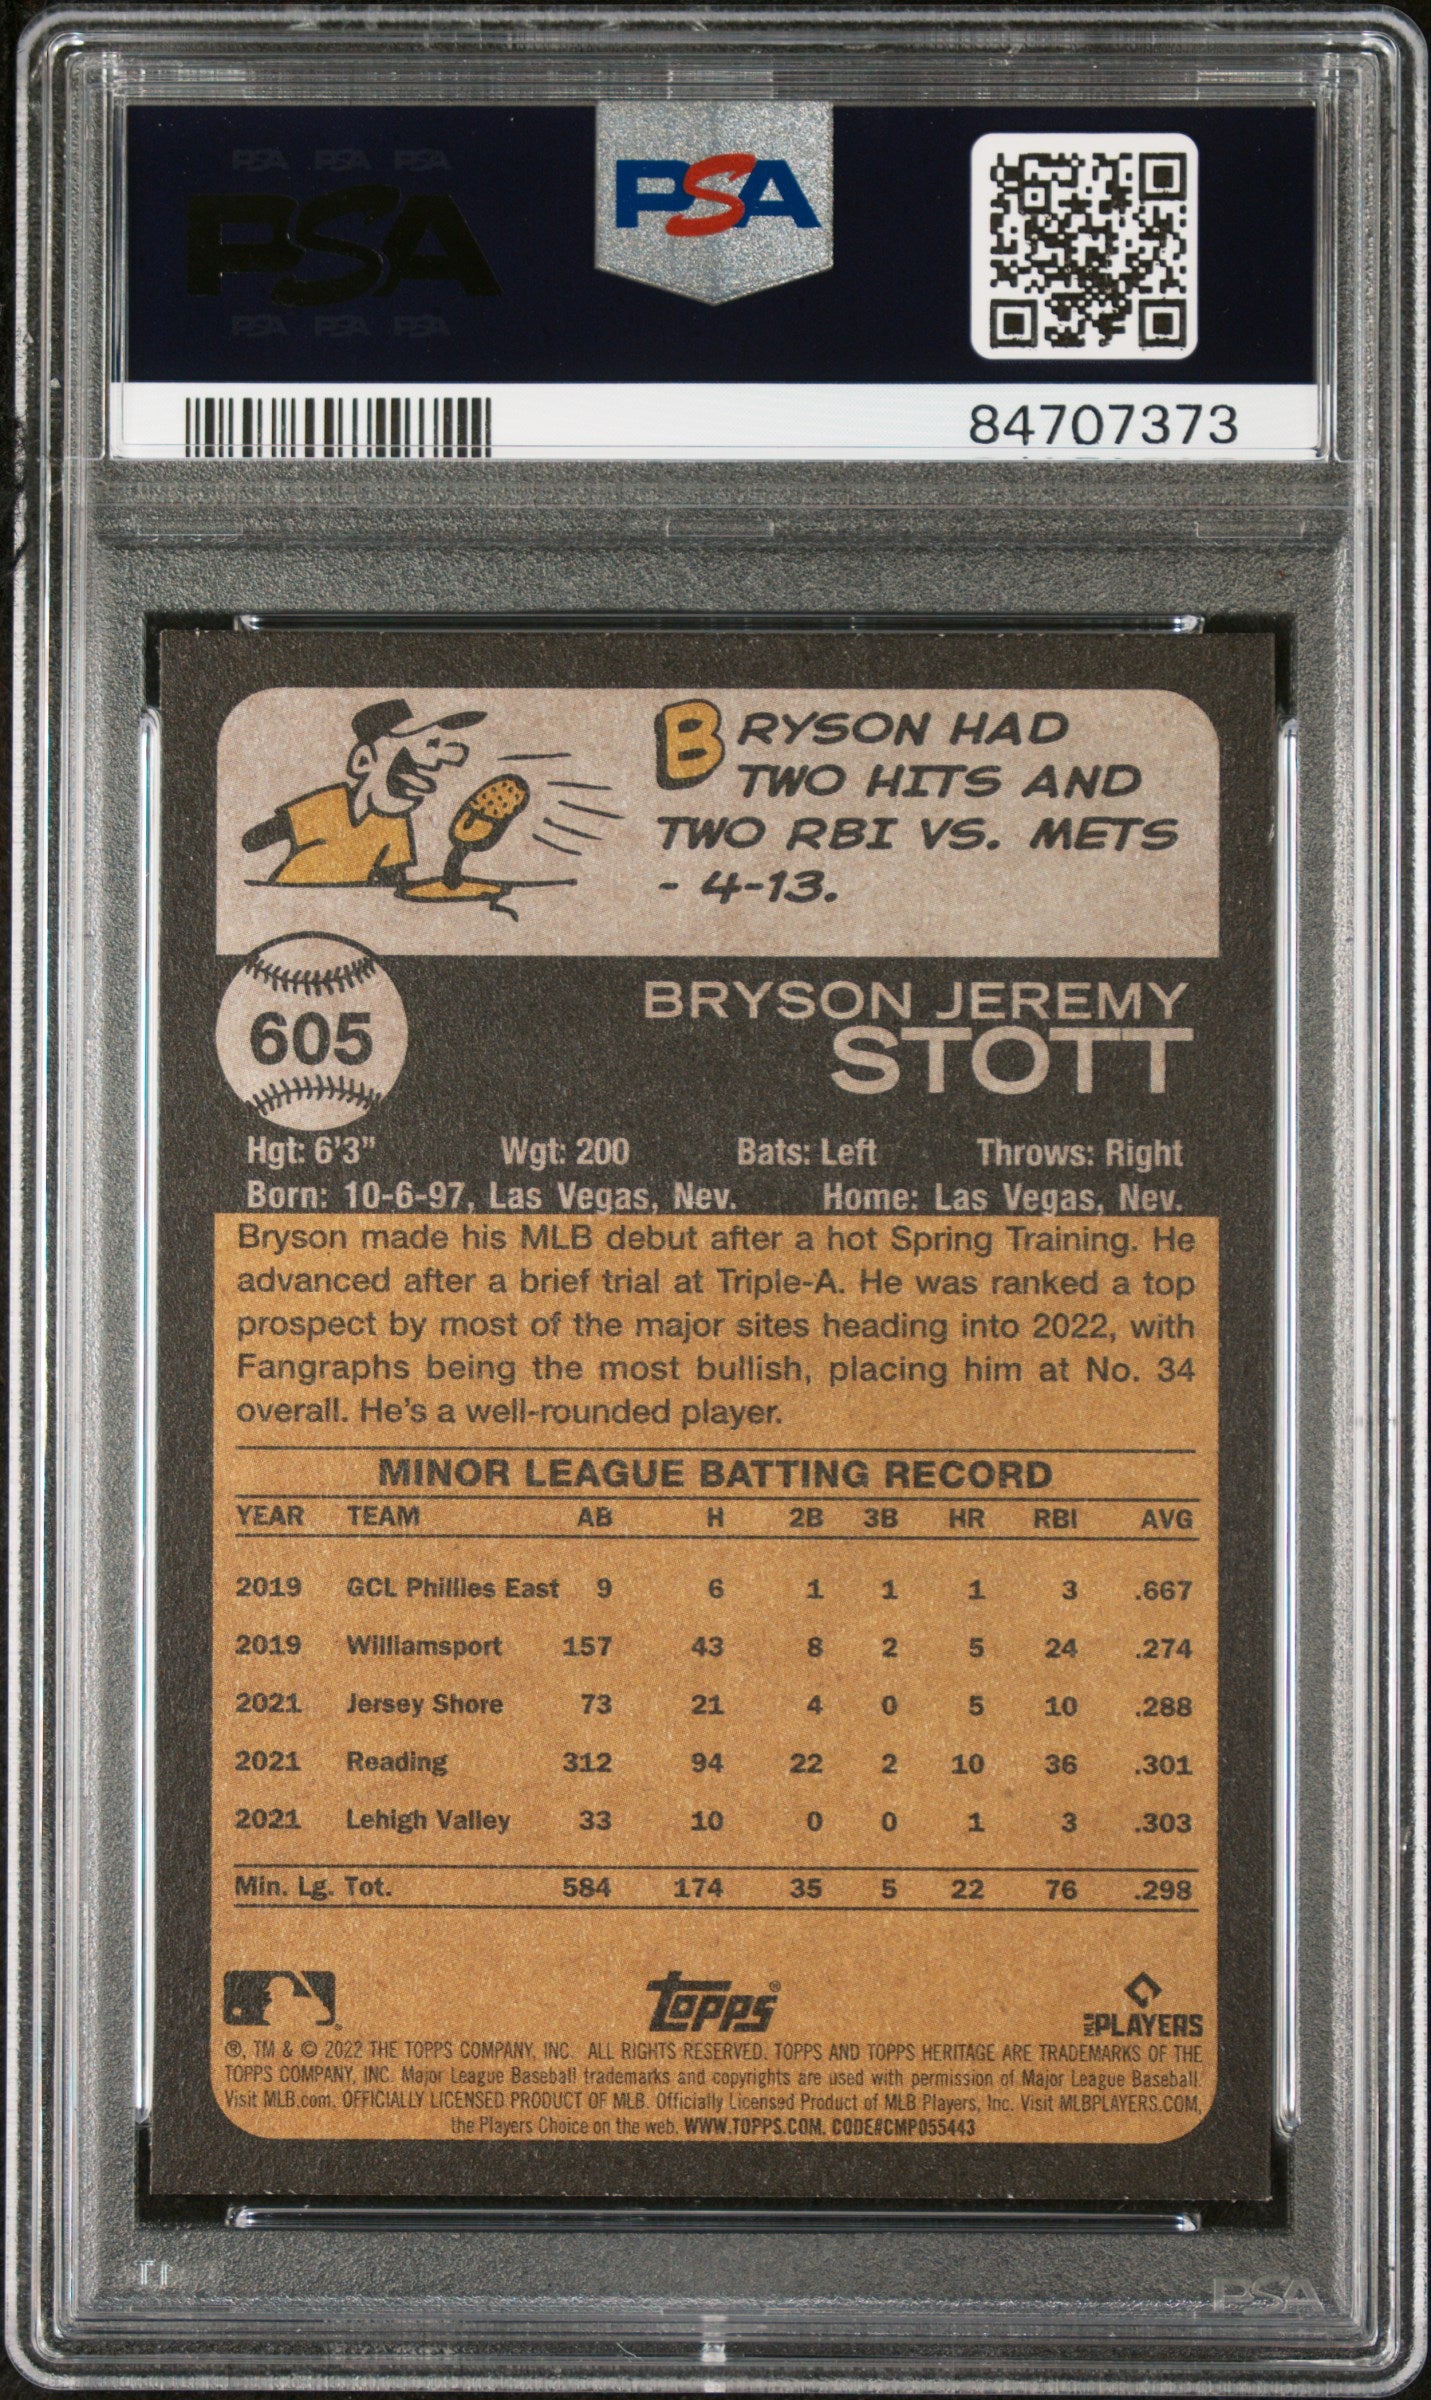 PSA PSA PSA
PSA
PSA PSA PSA
PSA
84707373
BRYSON HAD
TWO HITS AND
TWO RBI VS. METS
- 4-13.
605
BRYSON JEREMY
STOTT
Hgt: 6'3" Wgt: 200 Bats: Left Throws: Right
Born: 10-6-97, Las Vegas, Nev. Home: Las Vegas, Nev.
Bryson made his MLB debut after a hot Spring Training. He
advanced after a brief trial at Triple-A. He was ranked a top
prospect by most of the major sites heading into 2022, with
Fangraphs being the most bullish, placing him at No. 34
overall. He's a well-rounded player.
MINOR LEAGUE BATTING RECORD
YEAR TEAM AB H 2B 3B HR RBI AVG
2019 GCL Phillies East 9 6 1 1 1 3 .667
2019 Williamsport 157 43 8 2 5 24 .274
2021 Jersey Shore 73 21 4 0 5 10 .288
2021 Reading 312 94 22 2 10 36 .301
2021 Lehigh Valley 33 10 0 0 1 3 .303
Min. Lg. Tot. 584 174 35 5 22 76 .298
topps®
MLB PLAYERS
®, TM & © 2022 THE TOPPS COMPANY, INC. ALL RIGHTS RESERVED. TOPPS AND TOPPS HERITAGE ARE TRADEMARKS OF THE
TOPPS COMPANY, INC. Major League Baseball trademarks and copyrights are used with permission of Major League Baseball.
Visit MLB.com. OFFICIALLY LICENSED PRODUCT OF MLB. Officially Licensed Product of MLB Players, Inc. Visit MLBPLAYERS.COM,
the Players Choice on the web. WWW.TOPPS.COM. CODE#CMP055443
PSA